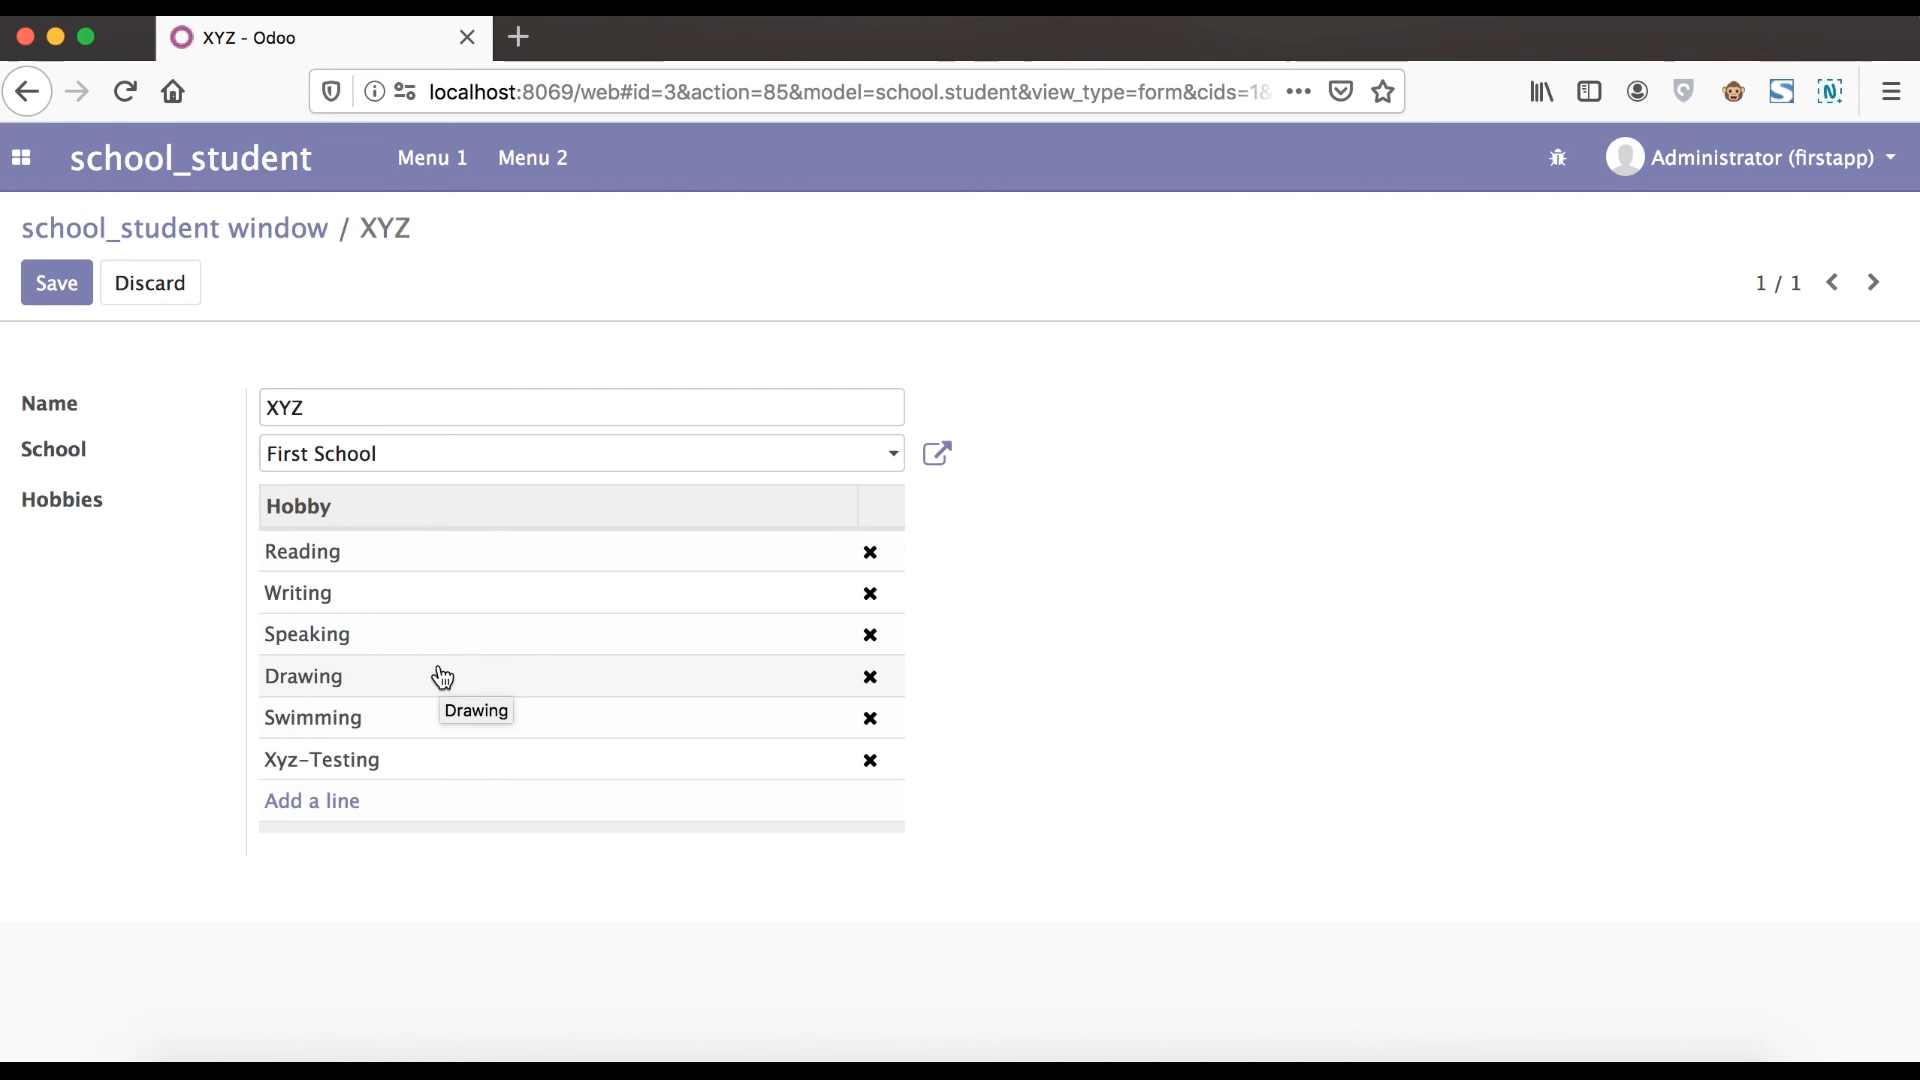 XYZ - Odoo
localhost:8069/web#id=3&action=85&model=school.student&view_type=form&cids=1&
school_student Menu 1 Menu 2 Administrator (firstapp)
school_student window / XYZ
Save Discard 1 / 1
Name XYZ
School First School
Hobbies Hobby
Reading
Writing
Speaking
Drawing
Drawing
Swimming
Xyz-Testing
Add a line